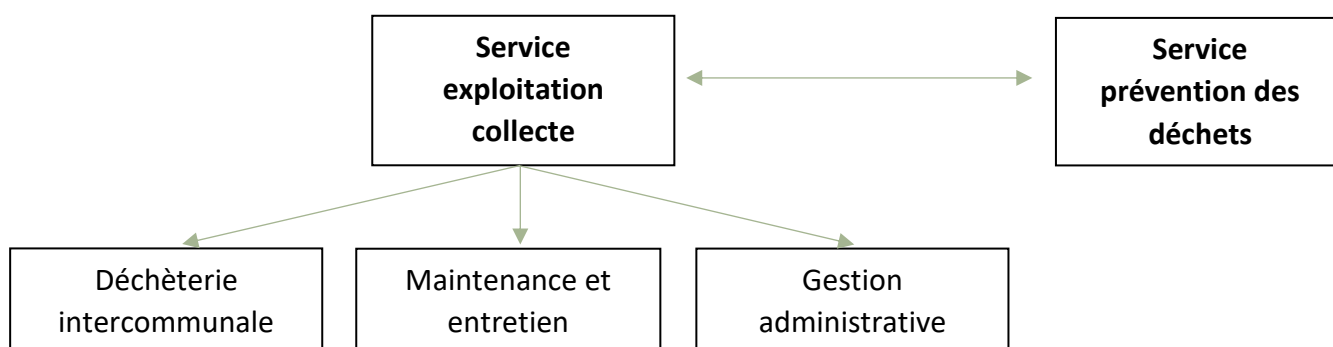 Service
exploitation
collecte
Service
prévention des
déchets
Déchèterie
intercommunale
Maintenance et
entretien
Gestion
administrative